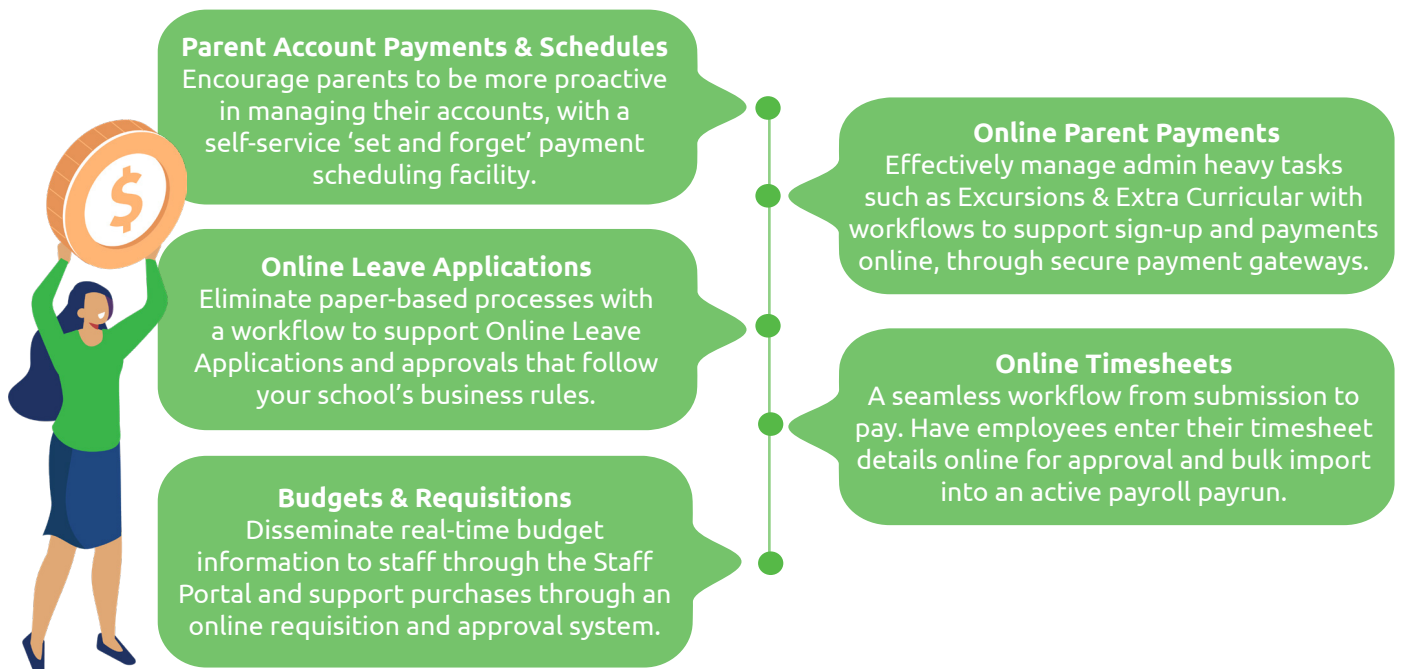 Parent Account Payments & Schedules
Encourage parents to be more proactive
in managing their accounts, with a
self-service ‘set and forget’ payment
scheduling facility.
Online Parent Payments
Effectively manage admin heavy tasks
such as Excursions & Extra Curricular with
workflows to support sign-up and payments
online, through secure payment gateways.
Online Leave Applications
Eliminate paper-based processes with
a workflow to support Online Leave
Applications and approvals that follow
your school’s business rules.
Online Timesheets
A seamless workflow from submission to
pay. Have employees enter their timesheet
details online for approval and bulk import
into an active payroll payrun.
Budgets & Requisitions
Disseminate real-time budget
information to staff through the Staff
Portal and support purchases through an
online requisition and approval system.
$